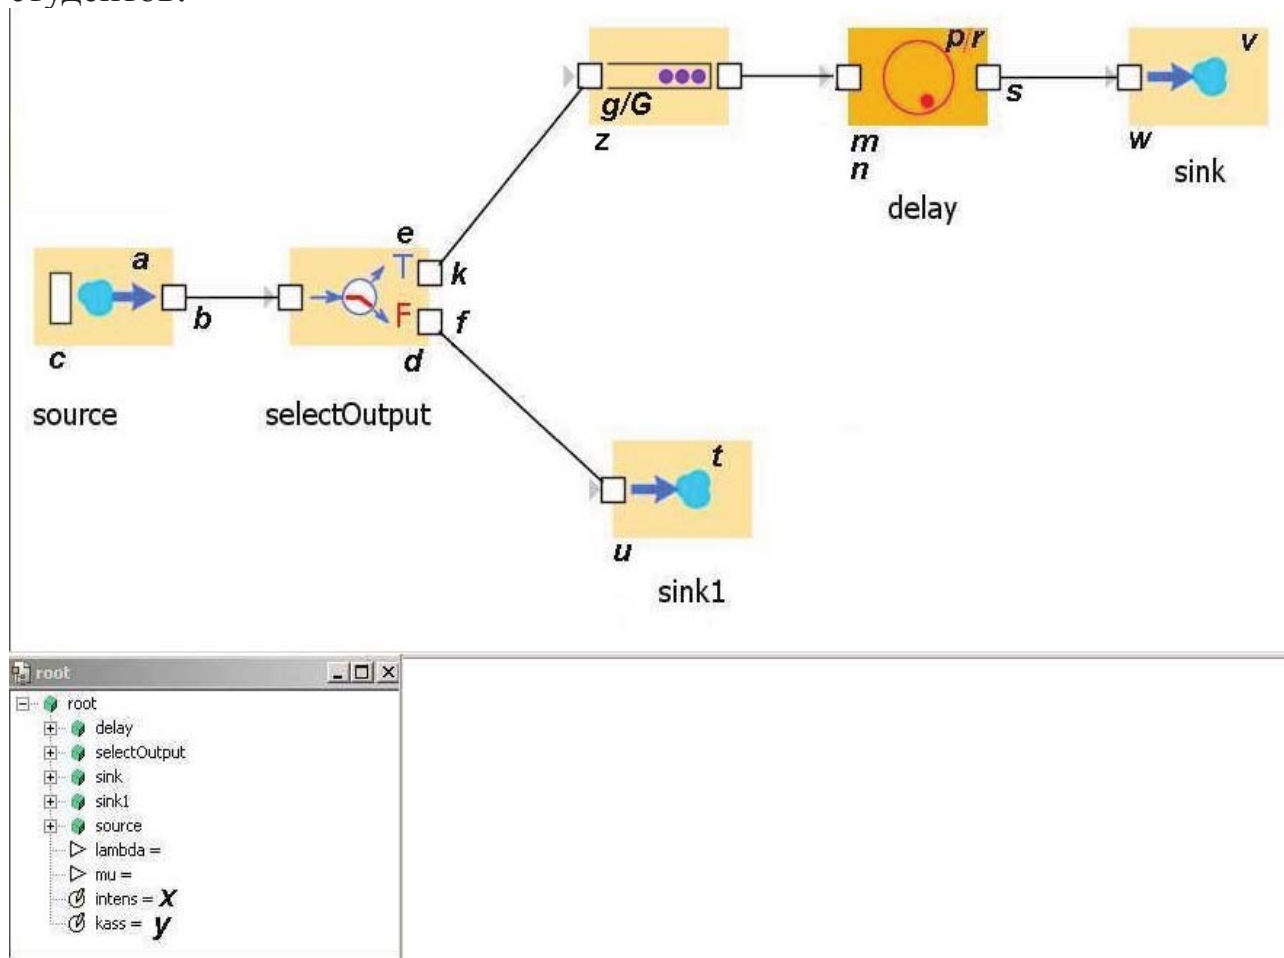 p/r
v
g/G
s
z
m
w
n
sink
delay
e
a
T
k
b
F
f
c
d
source
selectOutput
t
u
sink1
root
root
delay
selectOutput
sink
sink1
source
lambda =
mu =
intens = x
kass = y